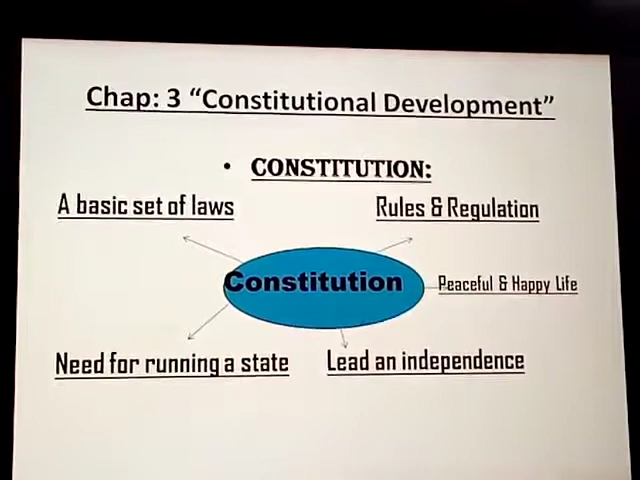 Chap: 3 “Constitutional Development”
• CONSTITUTION:
A basic set of laws
Rules & Regulation
Constitution
Peaceful & Happy Life
Need for running a state
Lead an independence